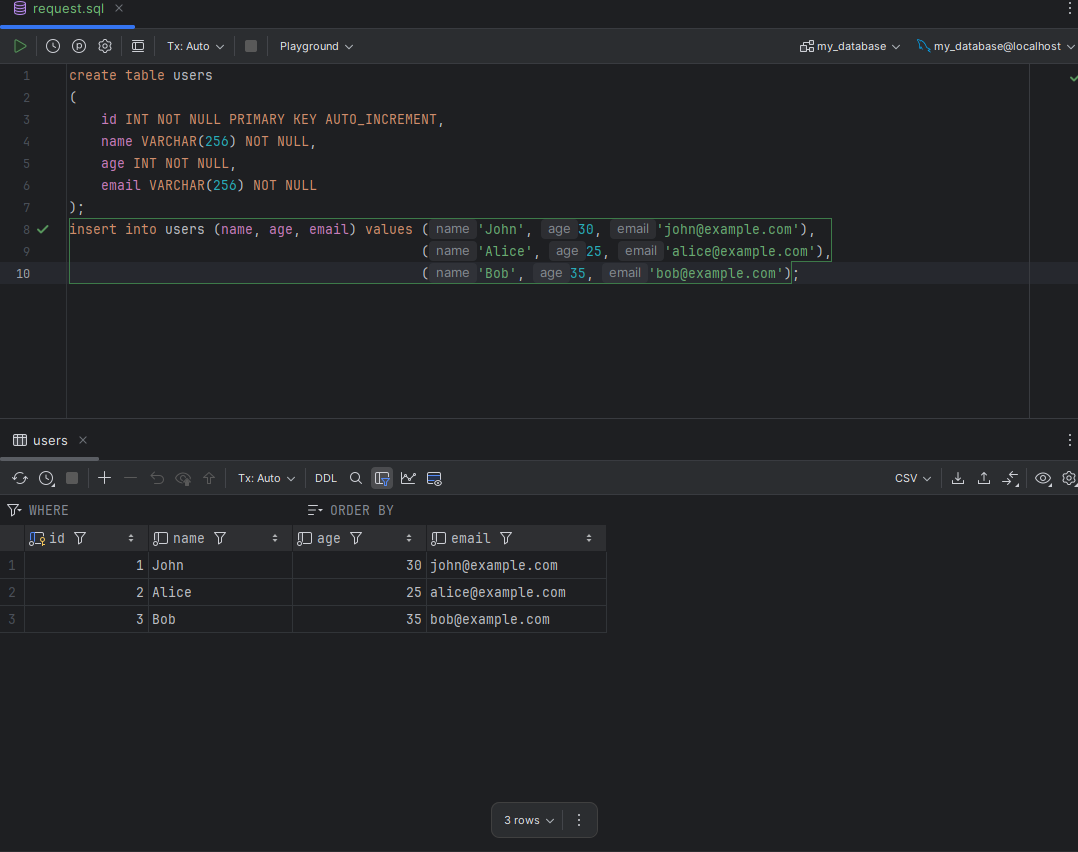 request.sql
Tx: Auto Playground my_database my_database@localhost
1 create table users
2 (
3 id INT NOT NULL PRIMARY KEY AUTO_INCREMENT,
4 name VARCHAR(256) NOT NULL,
5 age INT NOT NULL,
6 email VARCHAR(256) NOT NULL
7 );
8 insert into users (name, age, email) values ( name 'John', age 30, email 'john@example.com'),
9 ( name 'Alice', age 25, email 'alice@example.com'),
10 ( name 'Bob', age 35, email 'bob@example.com');
users
Tx: Auto DDL CSV
WHERE ORDER BY
id name age email
1 1 John 30 john@example.com
2 2 Alice 25 alice@example.com
3 3 Bob 35 bob@example.com
3 rows